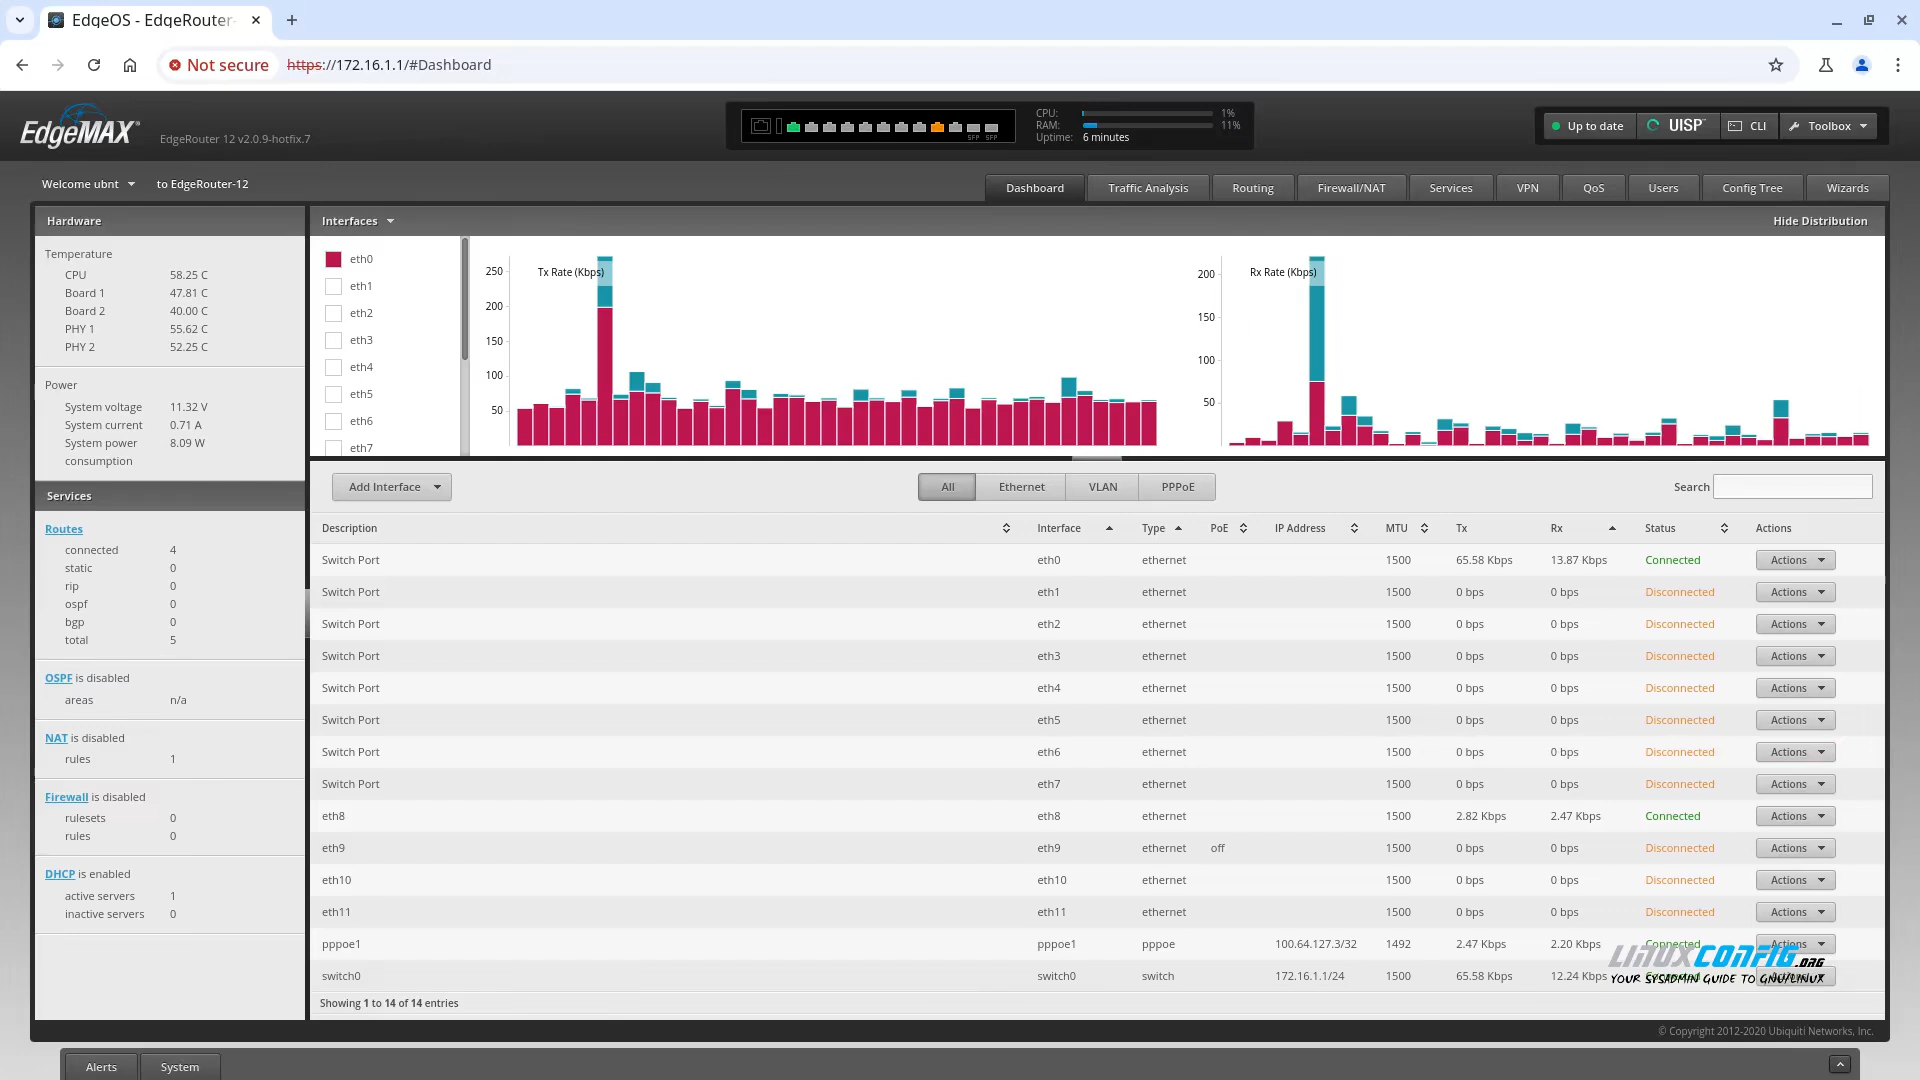 EdgeOS - EdgeRouter-
Not secure https://172.16.1.1/#Dashboard
EdgeMAX EdgeRouter 12 v2.0.9-hotfix.7
SFP SFP
CPU: 1%
RAM: 11%
Uptime: 6 minutes
Up to date UISP CLI Toolbox
Welcome ubnt to EdgeRouter-12
Dashboard Traffic Analysis Routing Firewall/NAT Services VPN QoS Users Config Tree Wizards
Hardware
Temperature
CPU 58.25 C
Board 1 47.81 C
Board 2 40.00 C
PHY 1 55.62 C
PHY 2 52.25 C
Power
System voltage 11.32 V
System current 0.71 A
System power 8.09 W
consumption
Services
Routes
connected 4
static 0
rip 0
ospf 0
bgp 0
total 5
OSPF is disabled
areas n/a
NAT is disabled
rules 1
Firewall is disabled
rulesets 0
rules 0
DHCP is enabled
active servers 1
inactive servers 0
Interfaces Hide Distribution
eth0
eth1
eth2
eth3
eth4
eth5
eth6
eth7
Tx Rate (Kbps)
250
200
150
100
50
Rx Rate (Kbps)
200
150
100
50
Add Interface All Ethernet VLAN PPPoE Search
Description Interface Type PoE IP Address MTU Tx Rx Status Actions
Switch Port eth0 ethernet 1500 65.58 Kbps 13.87 Kbps Connected Actions
Switch Port eth1 ethernet 1500 0 bps 0 bps Disconnected Actions
Switch Port eth2 ethernet 1500 0 bps 0 bps Disconnected Actions
Switch Port eth3 ethernet 1500 0 bps 0 bps Disconnected Actions
Switch Port eth4 ethernet 1500 0 bps 0 bps Disconnected Actions
Switch Port eth5 ethernet 1500 0 bps 0 bps Disconnected Actions
Switch Port eth6 ethernet 1500 0 bps 0 bps Disconnected Actions
Switch Port eth7 ethernet 1500 0 bps 0 bps Disconnected Actions
eth8 eth8 ethernet 1500 2.82 Kbps 2.47 Kbps Connected Actions
eth9 eth9 ethernet off 1500 0 bps 0 bps Disconnected Actions
eth10 eth10 ethernet 1500 0 bps 0 bps Disconnected Actions
eth11 eth11 ethernet 1500 0 bps 0 bps Disconnected Actions
pppoe1 pppoe1 pppoe 100.64.127.3/32 1492 2.47 Kbps 2.20 Kbps Connected Actions
switch0 switch0 switch 172.16.1.1/24 1500 65.58 Kbps 12.24 Kbps
LINUXCONFIG.ORG
YOUR SYSADMIN GUIDE TO GNU/LINUX
Showing 1 to 14 of 14 entries
© Copyright 2012-2020 Ubiquiti Networks, Inc.
Alerts System